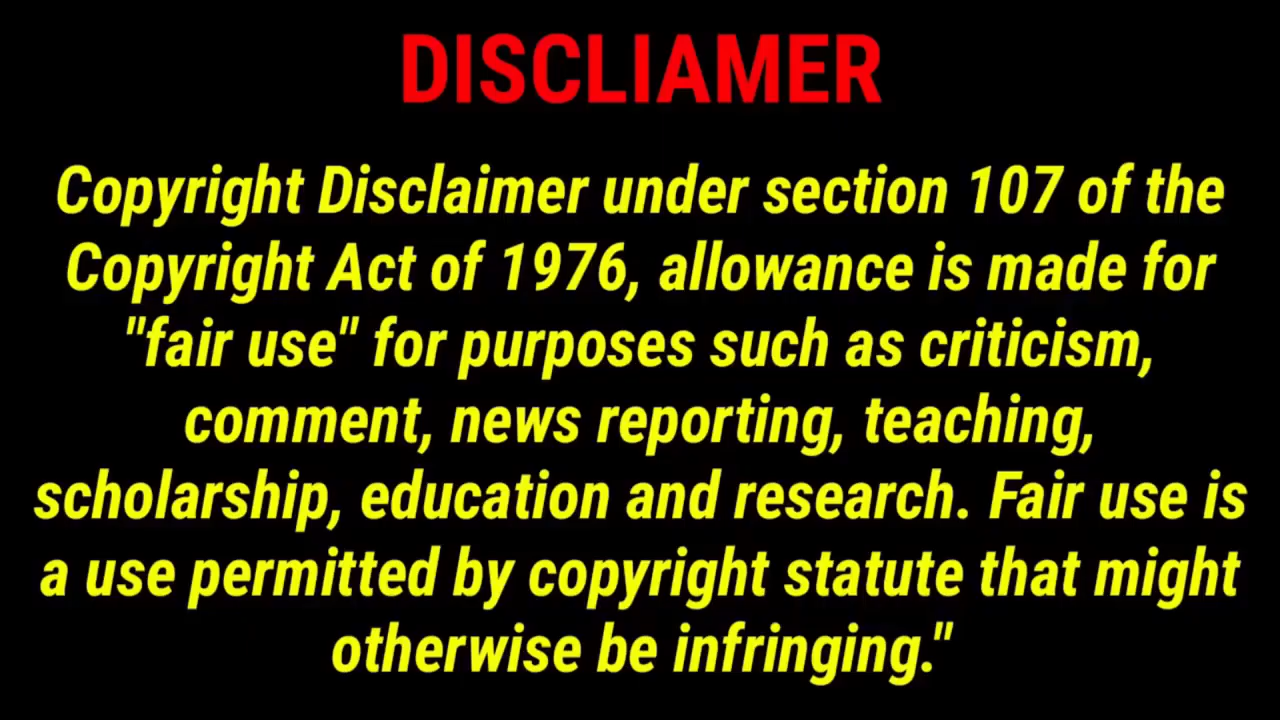 DISCLIAMER
Copyright Disclaimer under section 107 of the
Copyright Act of 1976, allowance is made for
"fair use" for purposes such as criticism,
comment, news reporting, teaching,
scholarship, education and research. Fair use is
a use permitted by copyright statute that might
otherwise be infringing."